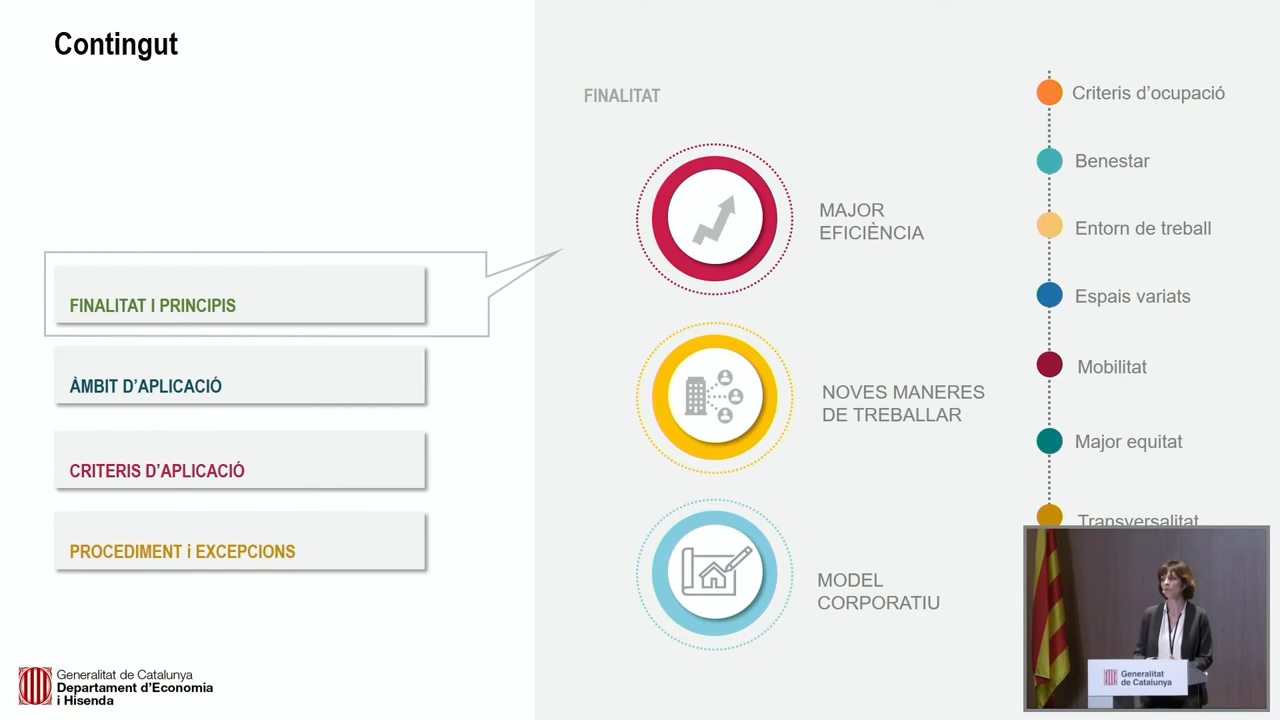 Contingut
FINALITAT I PRINCIPIS
ÀMBIT D'APLICACIÓ
CRITERIS D'APLICACIÓ
PROCEDIMENT i EXCEPCIONS
FINALITAT
MAJOR
EFICIÈNCIA
NOVES MANERES
DE TREBALLAR
MODEL
CORPORATIU
Criteris d'ocupació
Benestar
Entorn de treball
Espais variats
Mobilitat
Major equitat
Transversalitat
Generalitat de Catalunya
Departament d'Economia
i Hisenda
Generalitat
de Catalunya